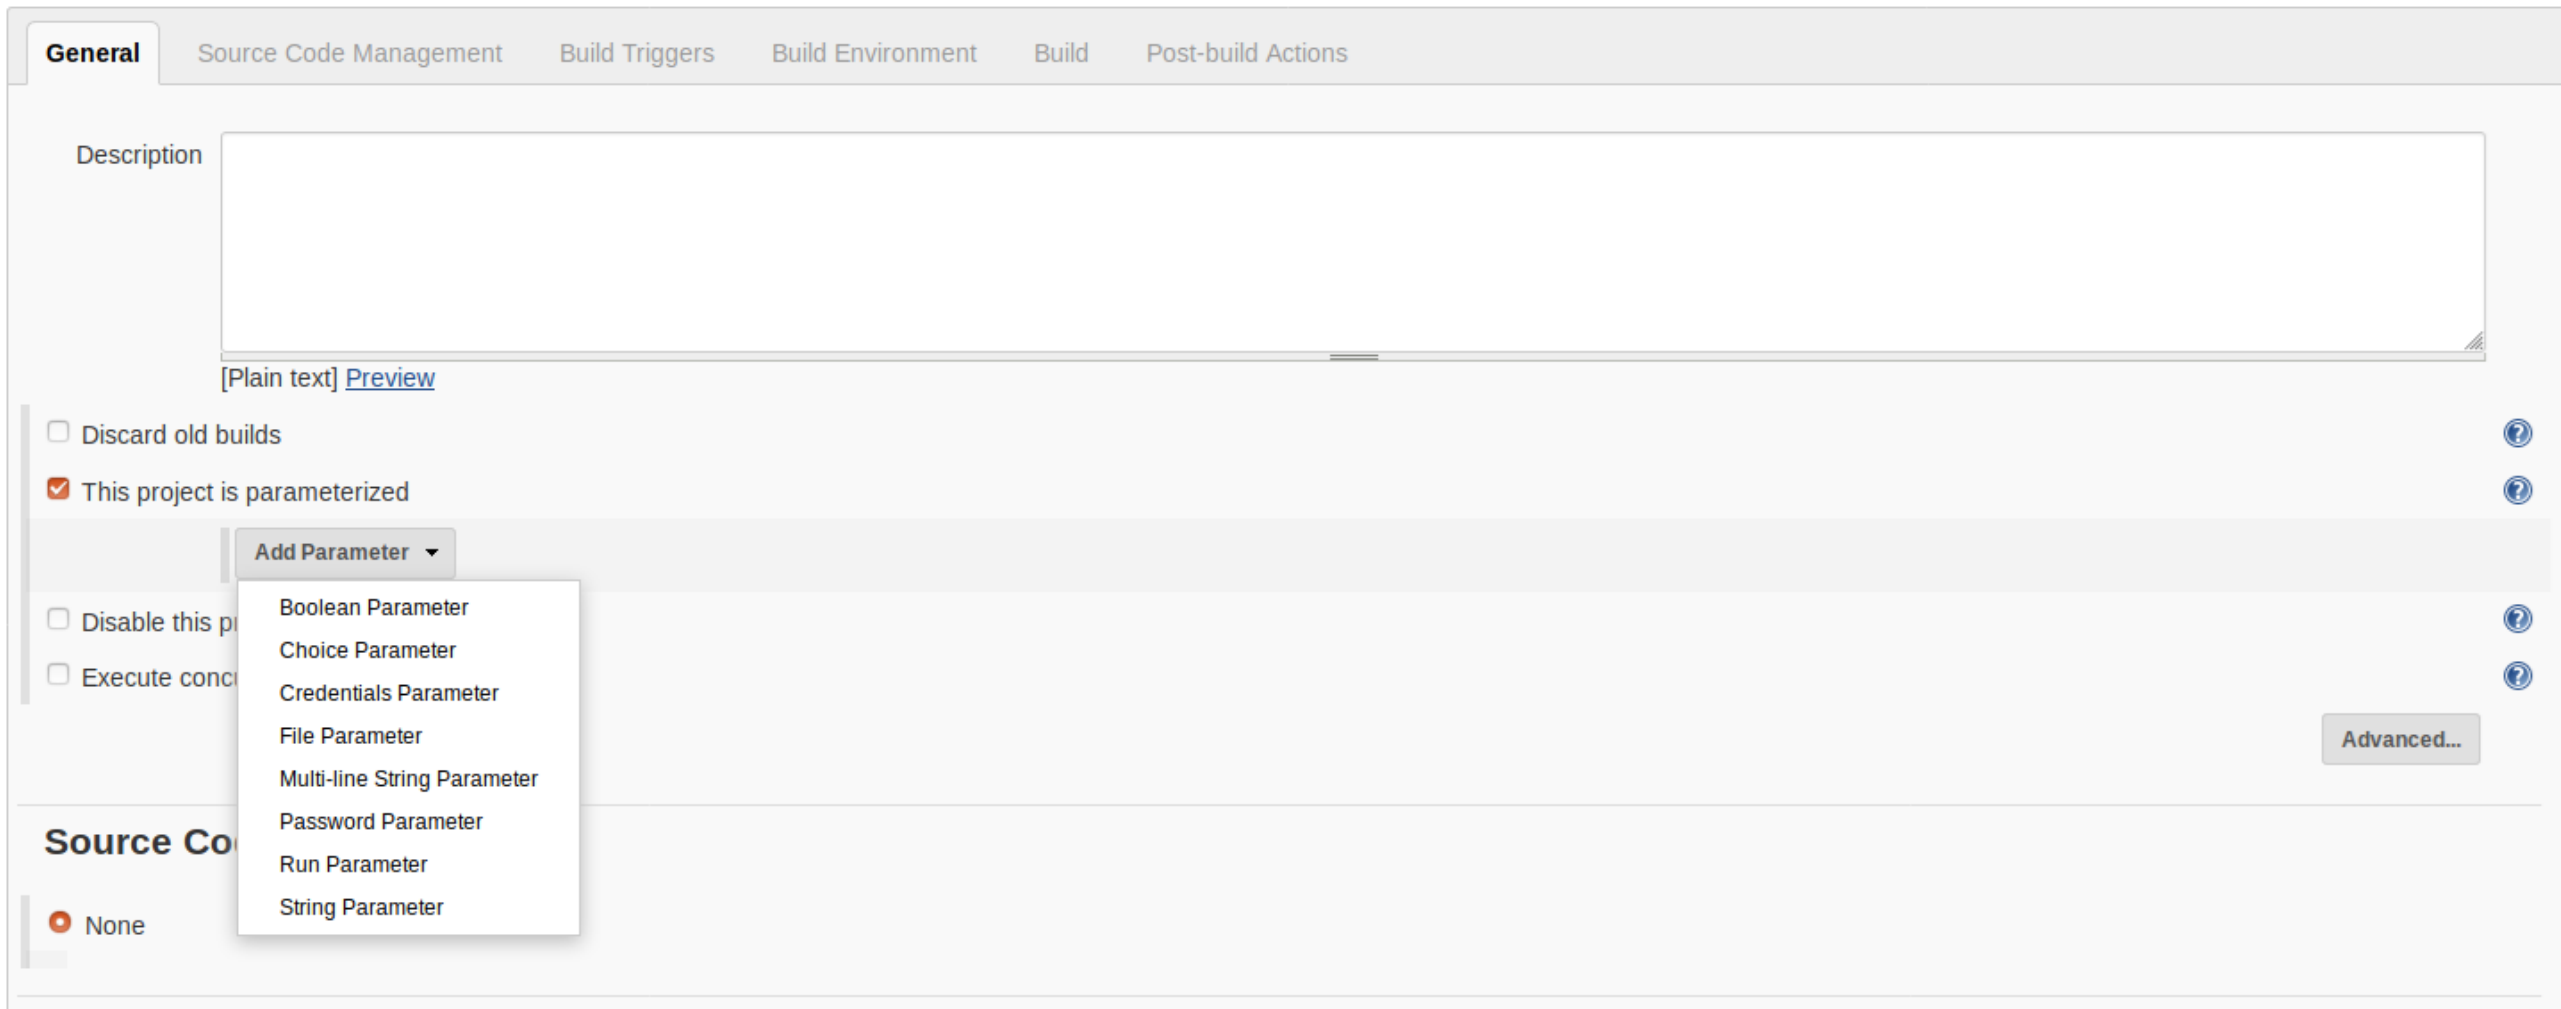 General Source Code Management Build Triggers Build Environment Build Post-build Actions
Description
[Plain text] Preview
Discard old builds
This project is parameterized
Add Parameter
Boolean Parameter
Disable this p
Choice Parameter
Execute conc
Credentials Parameter
File Parameter
Advanced...
Multi-line String Parameter
Password Parameter
Source Co
Run Parameter
String Parameter
None